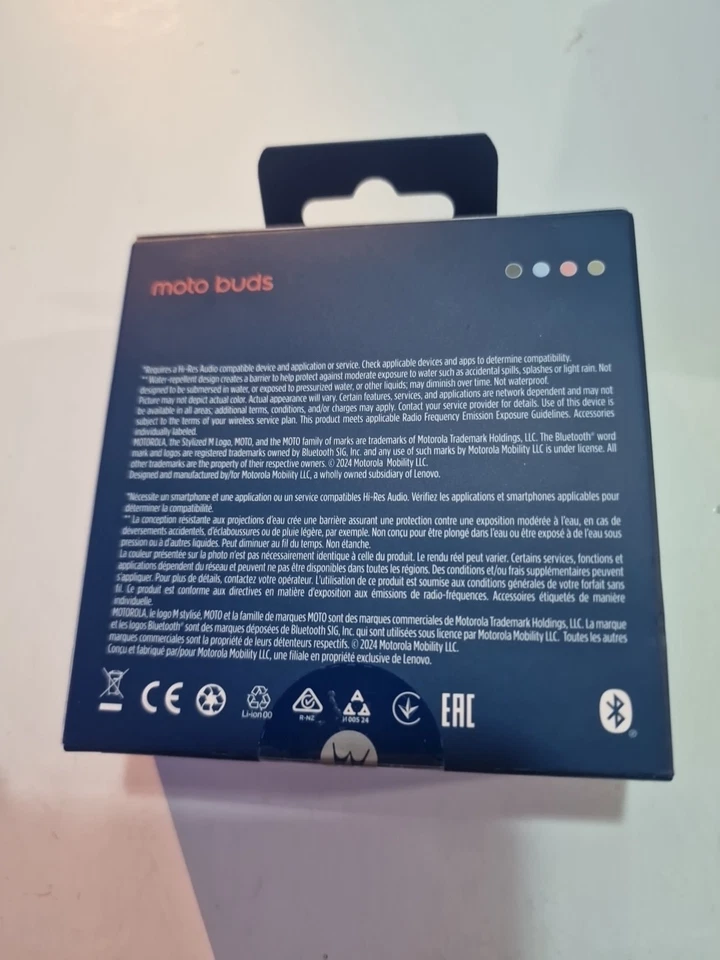 moto buds
*Requires a Hi-Res Audio compatible device and application or service. Check applicable devices and apps to determine compatibility.
** Water-repellent design creates a barrier to help protect against moderate exposure to water such as accidental spills, splashes or light rain. Not
designed to be submersed in water, or exposed to pressurized water, or other liquids; may diminish over time. Not waterproof.
Picture may not depict actual color. Actual appearance will vary. Certain features, services, and applications are network dependent and may not
be available in all areas; additional terms, conditions, and/or charges may apply. Contact your service provider for details. Use of this device is
subject to the terms of your wireless service plan. This product meets applicable Radio Frequency Emission Exposure Guidelines. Accessories
individually labeled.
MOTOROLA, the Stylized M Logo, MOTO, and the MOTO family of marks are trademarks of Motorola Trademark Holdings, LLC. The Bluetooth® word
mark and logos are registered trademarks owned by Bluetooth SIG, Inc. and any use of such marks by Motorola Mobility LLC is under license. All
other trademarks are the property of their respective owners. © 2024 Motorola Mobility LLC.
Designed and manufactured by/for Motorola Mobility LLC, a wholly owned subsidiary of Lenovo.
*Nécessite un smartphone et une application ou un service compatibles Hi-Res Audio. Vérifiez les applications et smartphones applicables pour
déterminer la compatibilité.
** La conception résistante aux projections d'eau crée une barrière assurant une protection contre une exposition modérée à l'eau, en cas de
déversements accidentels, d'éclaboussures ou de pluie légère, par exemple. Non conçu pour être plongé dans l'eau ou être exposé à de l'eau sous
pression ou à d'autres liquides. Peut diminuer au fil du temps. Non étanche.
La couleur présentée sur la photo n'est pas nécessairement identique à celle du produit. Le rendu réel peut varier. Certains services, fonctions et
applications dépendent du réseau et peuvent ne pas être disponibles dans toutes les régions. Des conditions et/ou frais supplémentaires peuvent
s'appliquer. Pour plus de détails, contactez votre opérateur. L'utilisation de ce produit est soumise aux conditions générales de votre forfait sans
fil. Ce produit est conforme aux directives en matière d'exposition aux émissions de radio-fréquences. Accessoires étiquetés de manière
individuelle.
MOTOROLA, le logo M stylisé, MOTO et la famille de marques MOTO sont des marques commerciales de Motorola Trademark Holdings, LLC. La marque
et les logos Bluetooth® sont des marques déposées de Bluetooth SIG, Inc. qui sont utilisées sous licence par Motorola Mobility LLC. Toutes les autres
marques commerciales sont la propriété de leurs détenteurs respectifs. © 2024 Motorola Mobility LLC.
Conçu et fabriqué par/pour Motorola Mobility LLC, une filiale en propriété exclusive de Lenovo.
CE
Li-ion 00
R-NZ
005 24
EAC